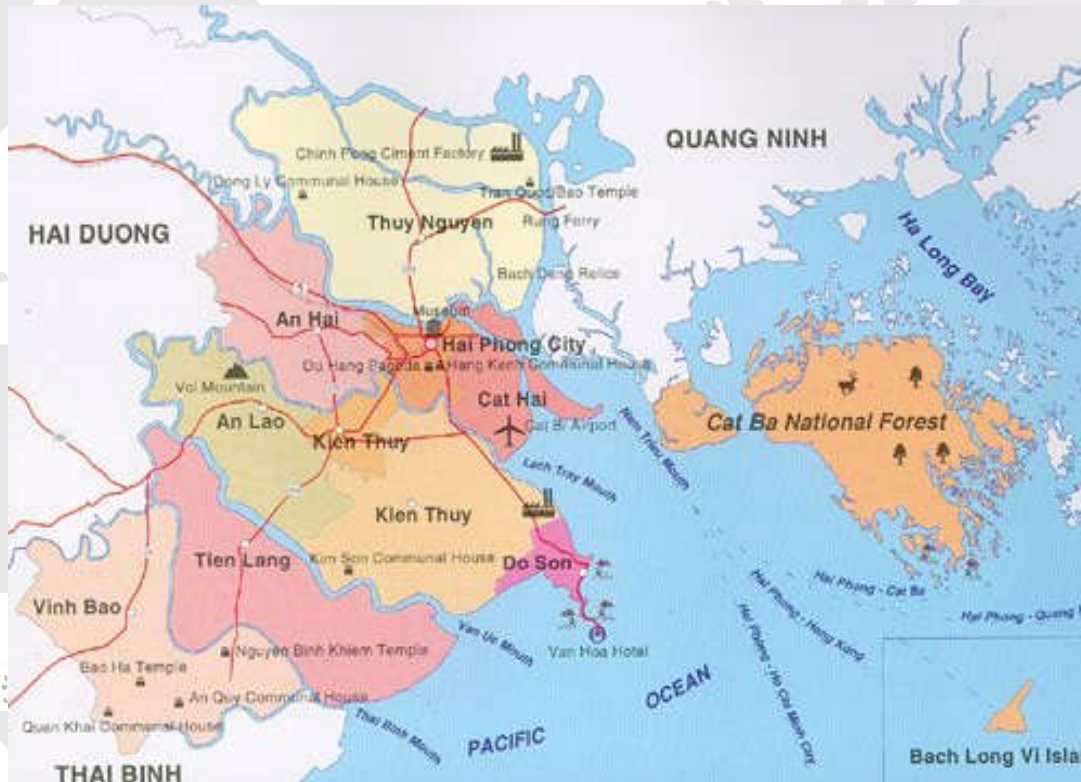 QUANG NINH
Chinh Pong Ciment Factory
Dong Ly Communal House
Tran Quoc Bao Temple
Rung Ferry
Thuy Nguyen
HAI DUONG
Ha Long Bay
Bach Dang Relice
Museum
An Hai
Hai Phong City
Du Hang Pagoda
Hang Kenh Communal House
Voi Mountain
Cat Hai
Cat Bi Airport
An Lao
Kien Thuy
Cat Ba National Forest
Nam Trieu Mouth
Lach Tray Mouth
Kien Thuy
Kim Son Communal House
Tien Lang
Do Son
Hai Phong - Cat Ba
Hai Phong - Hong Kong
Hai Phong - Quang
Hai Phong - Ho Chi Minh City
Vinh Bao
Van Uc Mouth
Van Hoa Hotel
Nguyen Binh Khiem Temple
Bao Ha Temple
An Quy Communal House
Quan Khai Communal House
Thai Binh Mouth
PACIFIC
OCEAN
Bach Long Vi Isla
THAI BINH